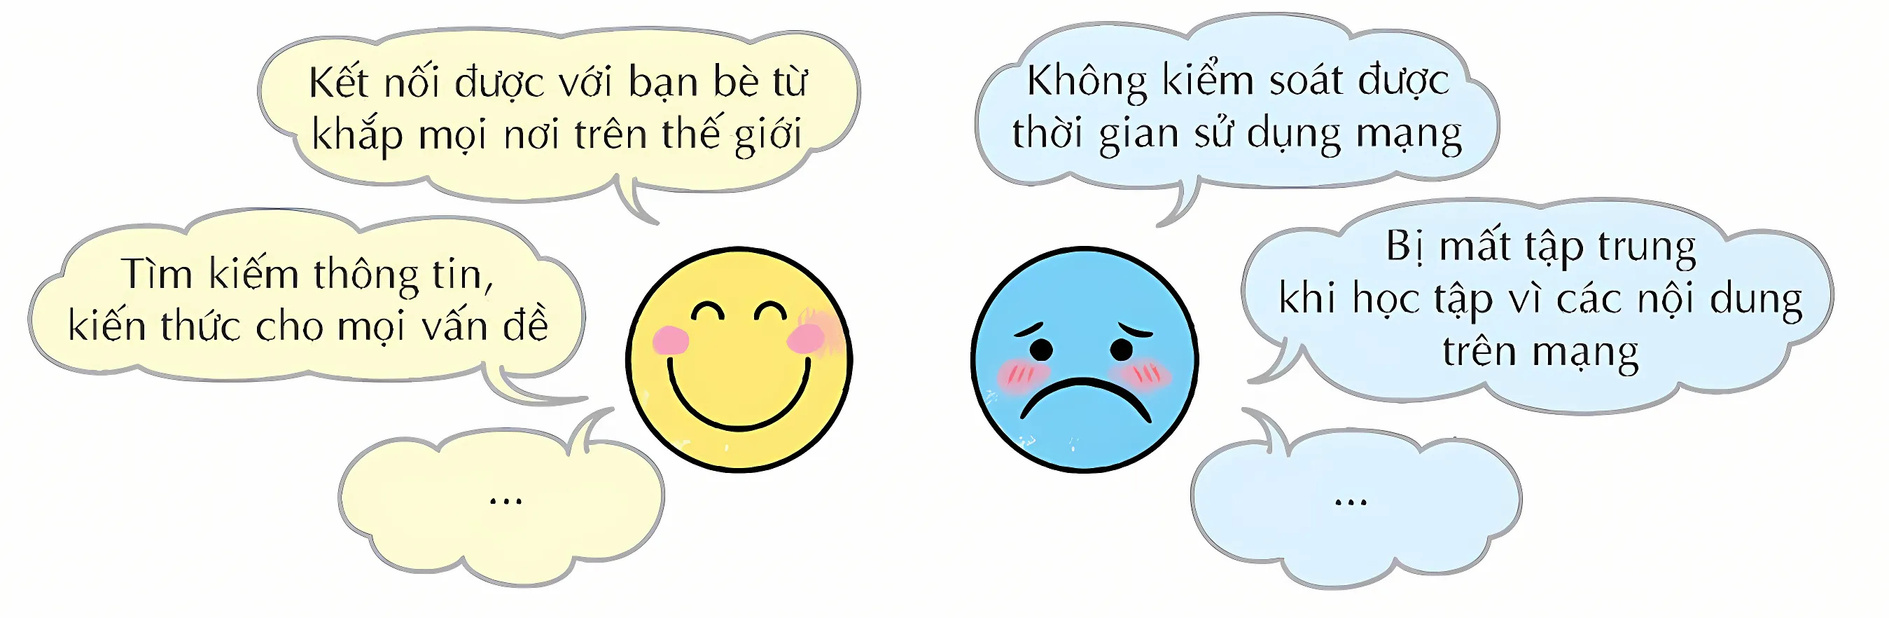 Kết nối được với bạn bè từ
khắp mọi nơi trên thế giới
Tìm kiếm thông tin,
kiến thức cho mọi vấn đề
...
Không kiểm soát được
thời gian sử dụng mạng
Bị mất tập trung
khi học tập vì các nội dung
trên mạng
...